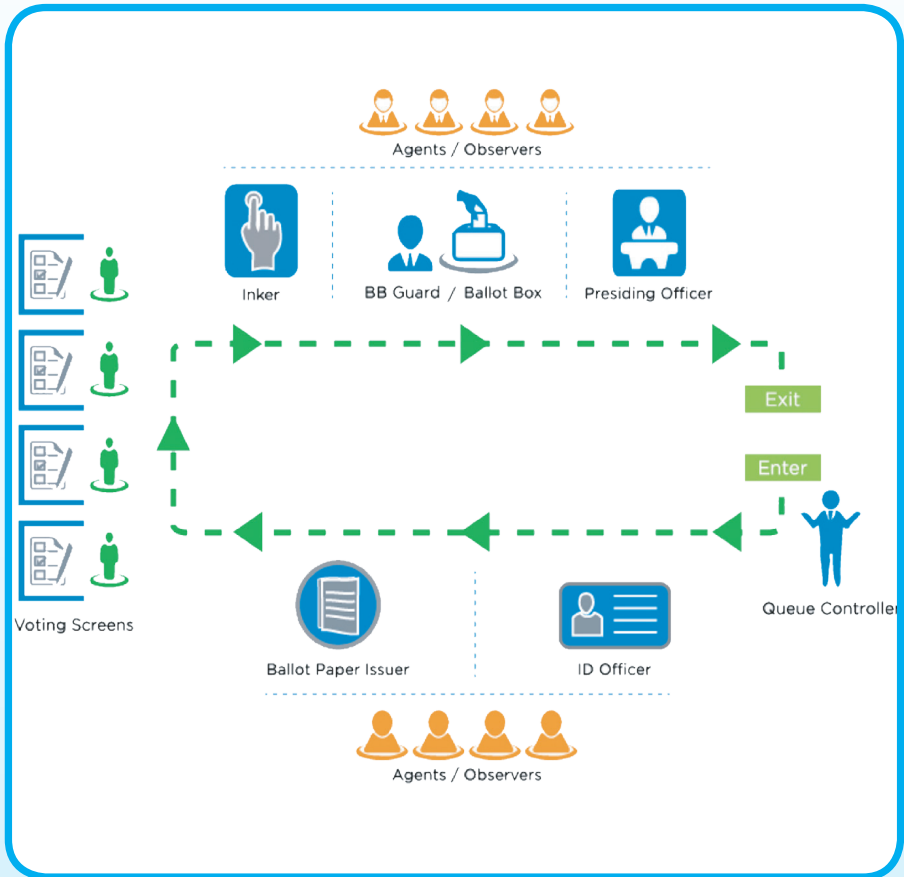 Agents / Observers
Inker
BB Guard / Ballot Box
Presiding Officer
Exit
Enter
Queue Controller
Voting Screens
Ballot Paper Issuer
ID Officer
Agents / Observers